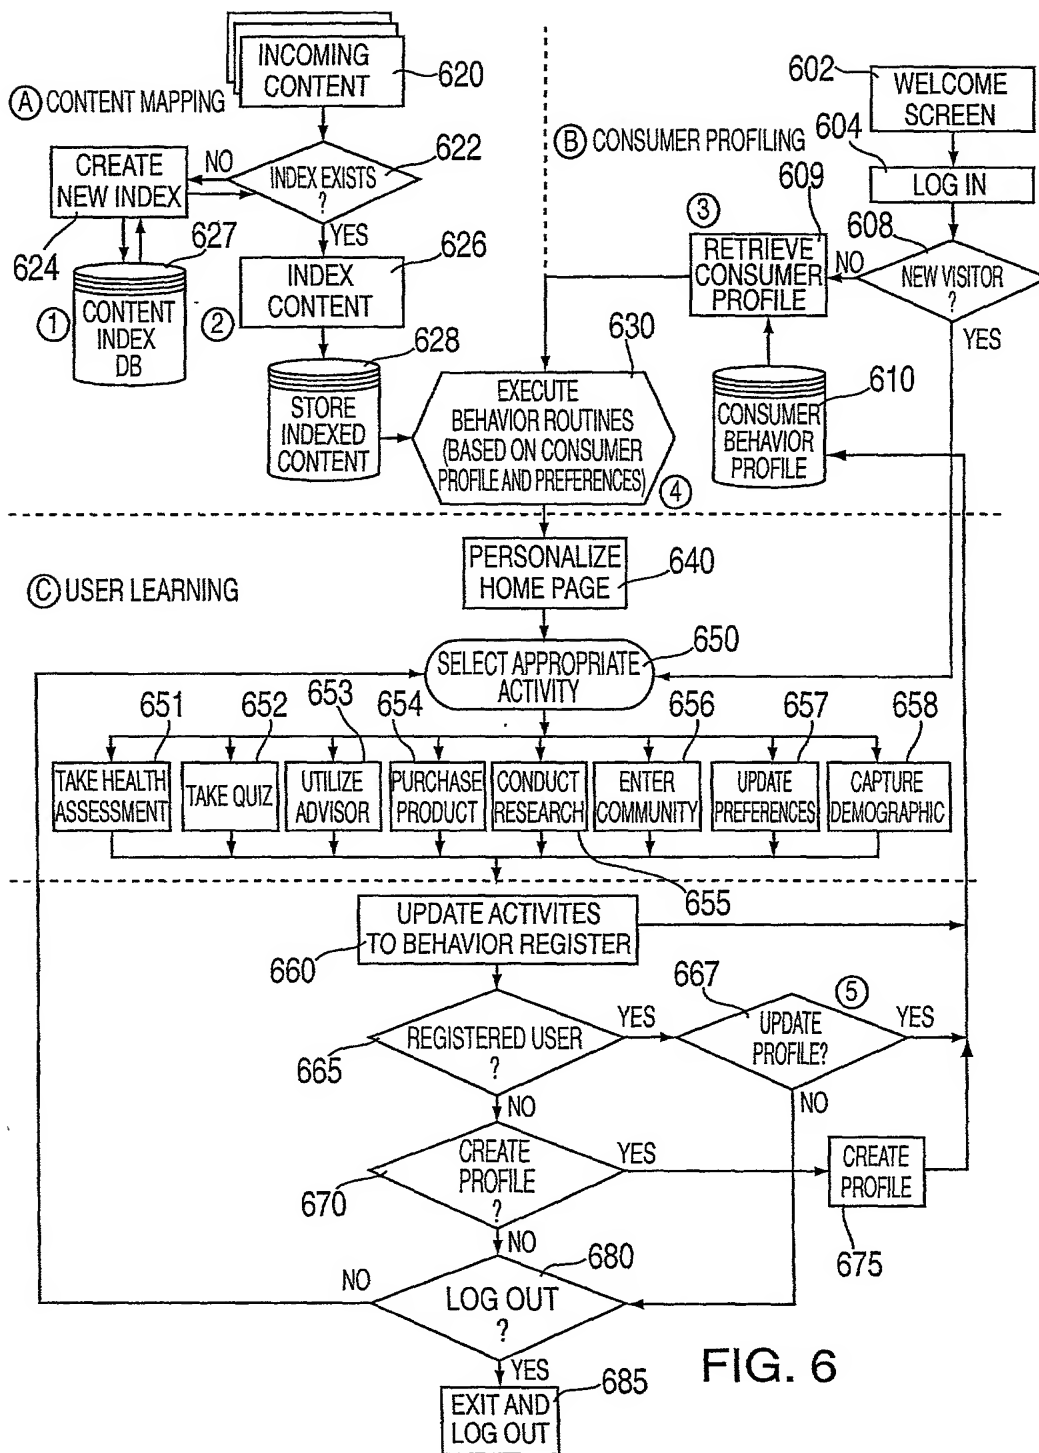 INCOMING
CONTENT
620
A CONTENT MAPPING
INDEX EXISTS
?
622
NO
YES
CREATE
NEW INDEX
624
627
CONTENT
INDEX
DB
1
INDEX
CONTENT
626
2
628
STORE
INDEXED
CONTENT
B CONSUMER PROFILING
602
WELCOME
SCREEN
604
LOG IN
608
NEW VISITOR
?
NO
YES
609
3
RETRIEVE
CONSUMER
PROFILE
610
CONSUMER
BEHAVIOR
PROFILE
630
EXECUTE
BEHAVIOR ROUTINES
(BASED ON CONSUMER
PROFILE AND PREFERENCES)
4
C USER LEARNING
PERSONALIZE
HOME PAGE
640
SELECT APPROPRIATE
ACTIVITY
650
651
TAKE HEALTH
ASSESSMENT
652
TAKE QUIZ
653
UTILIZE
ADVISOR
654
PURCHASE
PRODUCT
CONDUCT
RESEARCH
655
656
ENTER
COMMUNITY
657
UPDATE
PREFERENCES
658
CAPTURE
DEMOGRAPHIC
UPDATE ACTIVITES
TO BEHAVIOR REGISTER
660
REGISTERED USER
?
665
YES
NO
667
5
UPDATE
PROFILE?
YES
NO
CREATE
PROFILE
?
670
YES
NO
CREATE
PROFILE
675
680
LOG OUT
?
NO
YES
EXIT AND
LOG OUT
685
FIG. 6